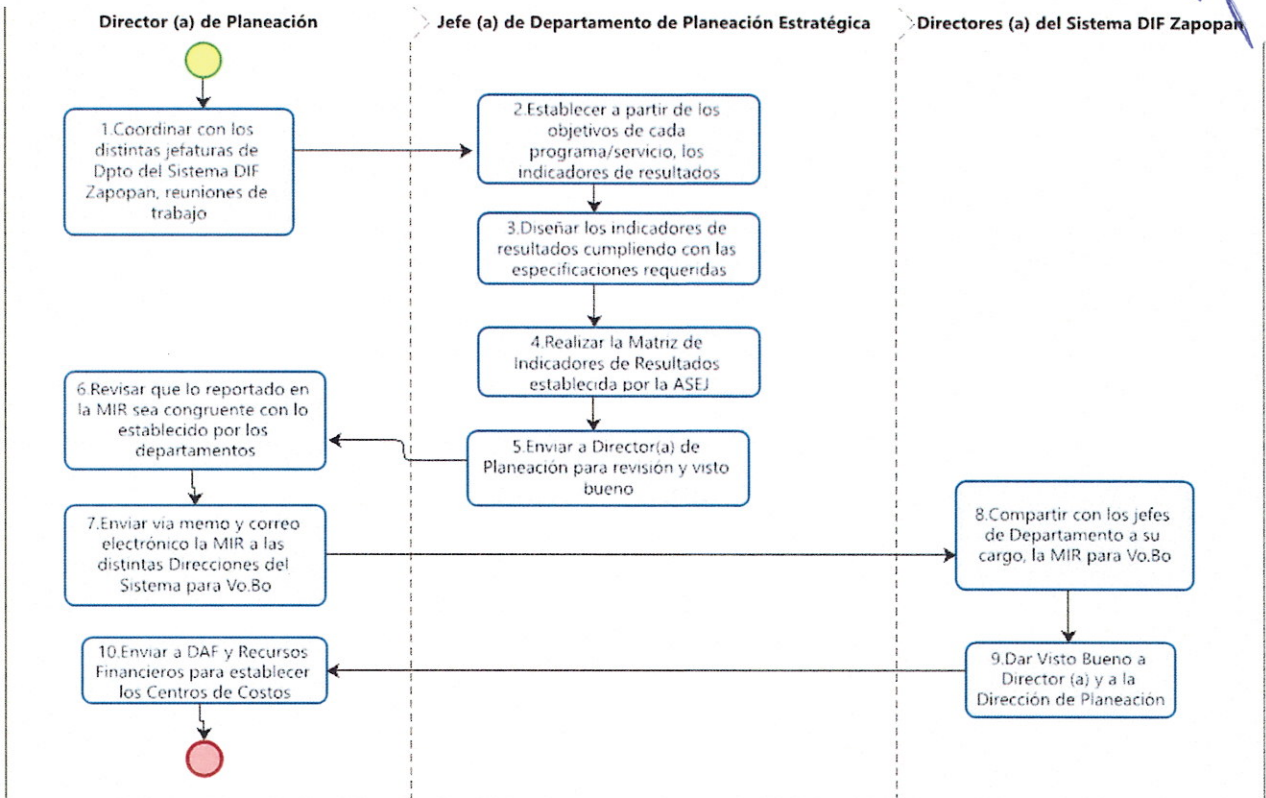 Director (a) de Planeación
Jefe (a) de Departamento de Planeación Estratégica
Directores (a) del Sistema DIF Zapopan
1.Coordinar con los
distintas jefaturas de
Dpto del Sistema DIF
Zapopan, reuniones de
trabajo
2.Establecer a partir de los
objetivos de cada
programa/servicio, los
indicadores de resultados
3.Diseñar los indicadores de
resultados cumpliendo con las
especificaciones requeridas
4.Realizar la Matriz de
Indicadores de Resultados
establecida por la ASEJ
5.Enviar a Director(a) de
Planeación para revisión y visto
bueno
6.Revisar que lo reportado en
la MIR sea congruente con lo
establecido por los
departamentos
7.Enviar vía memo y correo
electrónico la MIR a las
distintas Direcciones del
Sistema para Vo.Bo
8.Compartir con los jefes
de Departamento a su
cargo, la MIR para Vo.Bo
9.Dar Visto Bueno a
Director (a) y a la
Dirección de Planeación
10.Enviar a DAF y Recursos
Financieros para establecer
los Centros de Costos